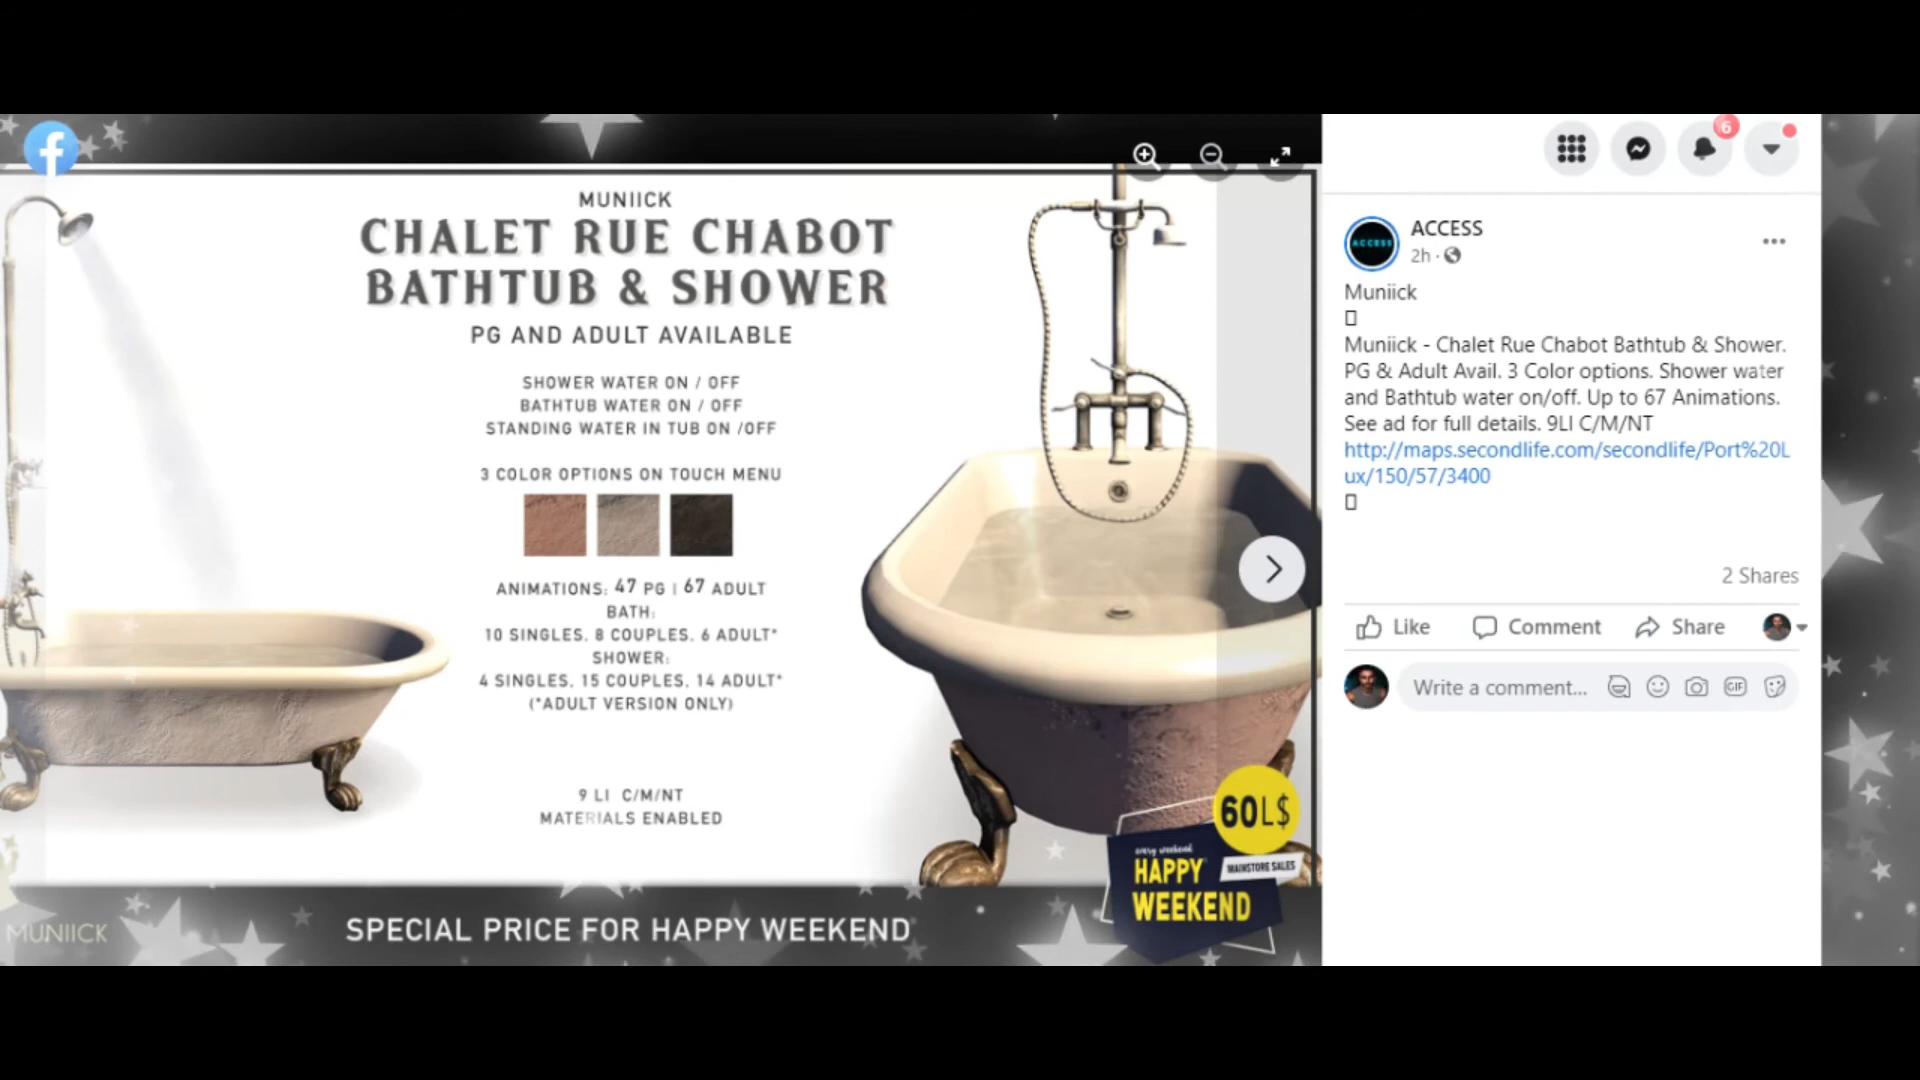 MUNIICK
CHALET RUE CHABOT
BATHTUB & SHOWER
PG AND ADULT AVAILABLE
SHOWER WATER ON / OFF
BATHTUB WATER ON / OFF
STANDING WATER IN TUB ON /OFF
3 COLOR OPTIONS ON TOUCH MENU
ANIMATIONS: 47 PG | 67 ADULT
BATH:
10 SINGLES, 8 COUPLES, 6 ADULT*
SHOWER:
4 SINGLES, 15 COUPLES, 14 ADULT*
(*ADULT VERSION ONLY)
9 LI C/M/NT
MATERIALS ENABLED
60L$
every weekend
HAPPY
WEEKEND
MAINSTORE SALES
MUNIICK
SPECIAL PRICE FOR HAPPY WEEKEND
6
ACCESS
ACCESS
2h ·
Muniick
Muniick - Chalet Rue Chabot Bathtub & Shower.
PG & Adult Avail. 3 Color options. Shower water
and Bathtub water on/off. Up to 67 Animations.
See ad for full details. 9LI C/M/NT
http://maps.secondlife.com/secondlife/Port%20L
ux/150/57/3400
2 Shares
Like Comment Share
Write a comment... GIF